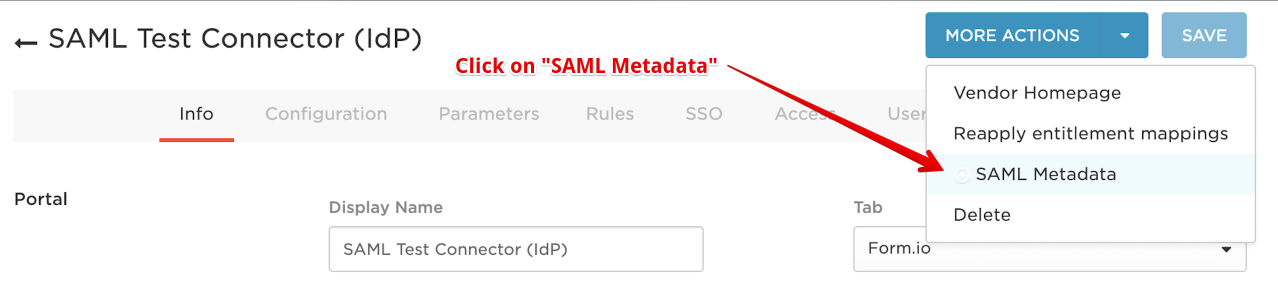 SAML Test Connector (IdP)
MORE ACTIONS
SAVE
Click on "SAML Metadata"
Info
Configuration
Parameters
Rules
SSO
Access
User
Vendor Homepage
Reapply entitlement mappings
SAML Metadata
Delete
Portal
Display Name
Tab
SAML Test Connector (IdP)
Form.io